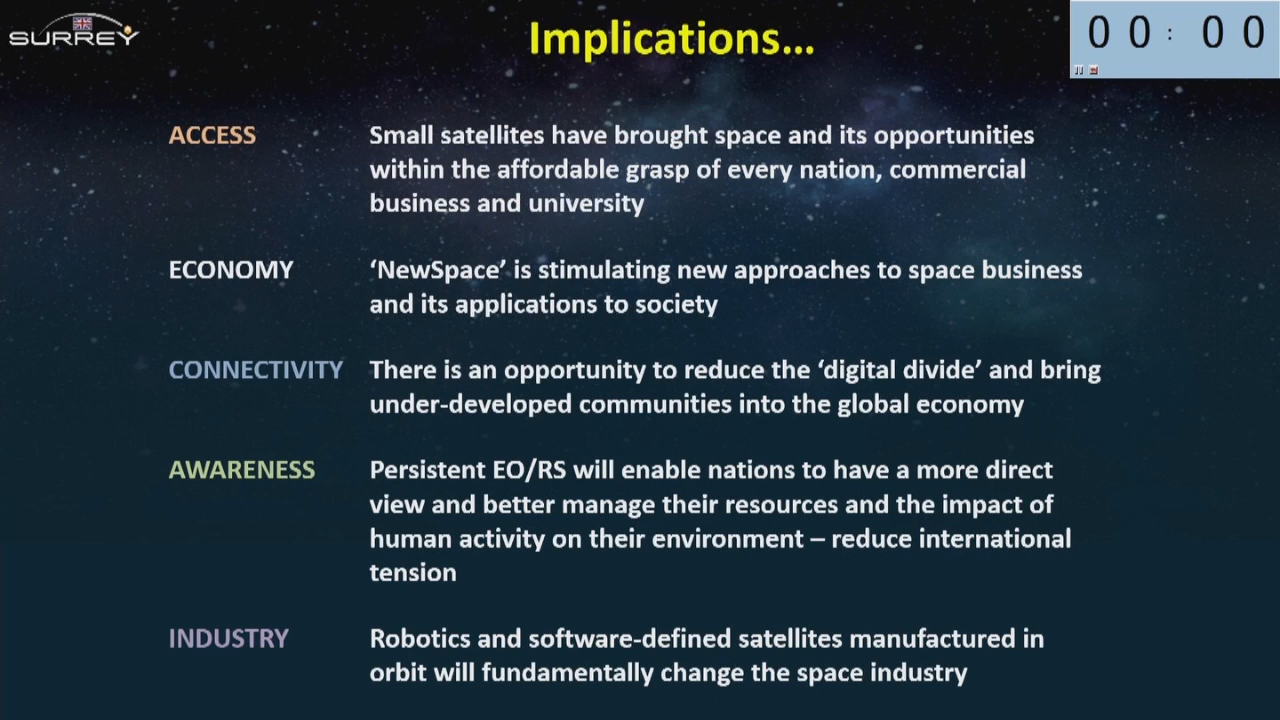 SURREY
Implications...
00:00
ACCESS
Small satellites have brought space and its opportunities
within the affordable grasp of every nation, commercial
business and university
ECONOMY
‘NewSpace’ is stimulating new approaches to space business
and its applications to society
CONNECTIVITY
There is an opportunity to reduce the ‘digital divide’ and bring
under-developed communities into the global economy
AWARENESS
Persistent EO/RS will enable nations to have a more direct
view and better manage their resources and the impact of
human activity on their environment – reduce international
tension
INDUSTRY
Robotics and software-defined satellites manufactured in
orbit will fundamentally change the space industry